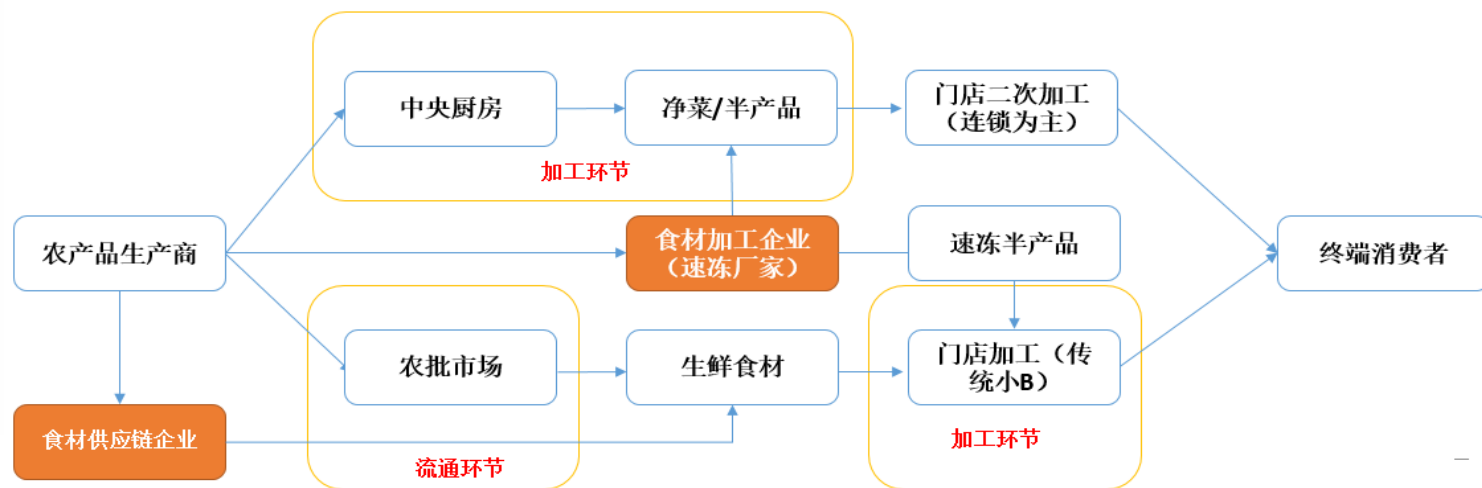 中央厨房
净菜/半产品
门店二次加工
（连锁为主）
加工环节
农产品生产商
食材加工企业
（速冻厂家）
速冻半产品
终端消费者
农批市场
生鲜食材
门店加工（传
统小B）
食材供应链企业
流通环节
加工环节